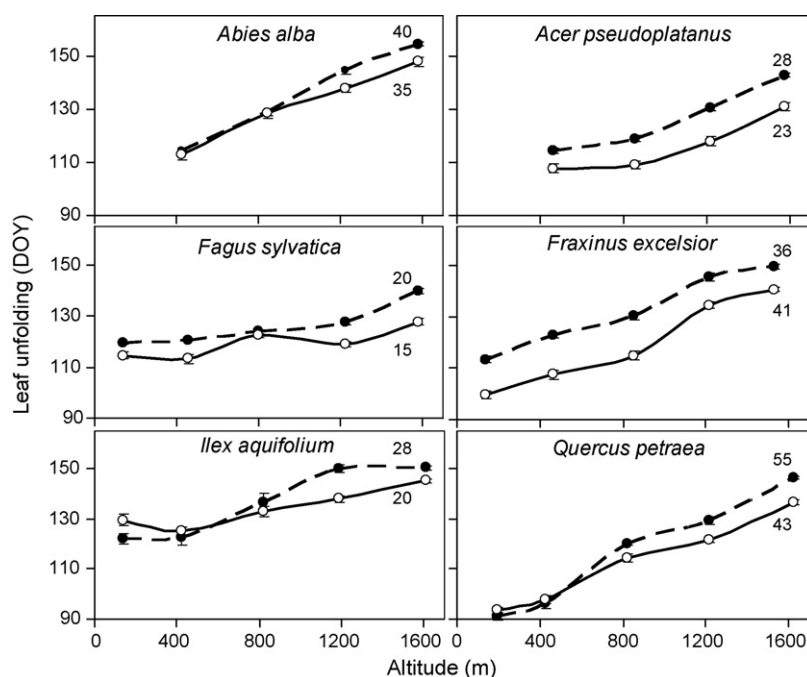 Abies alba
40
35
150
130
110
90
Acer pseudoplatanus
28
23
Leaf unfolding (DOY)
Fagus sylvatica
20
15
150
130
110
90
Fraxinus excelsior
36
41
Ilex aquifolium
28
20
150
130
110
90
0 400 800 1200 1600
Quercus petraea
55
43
0 400 800 1200 1600
Altitude (m)